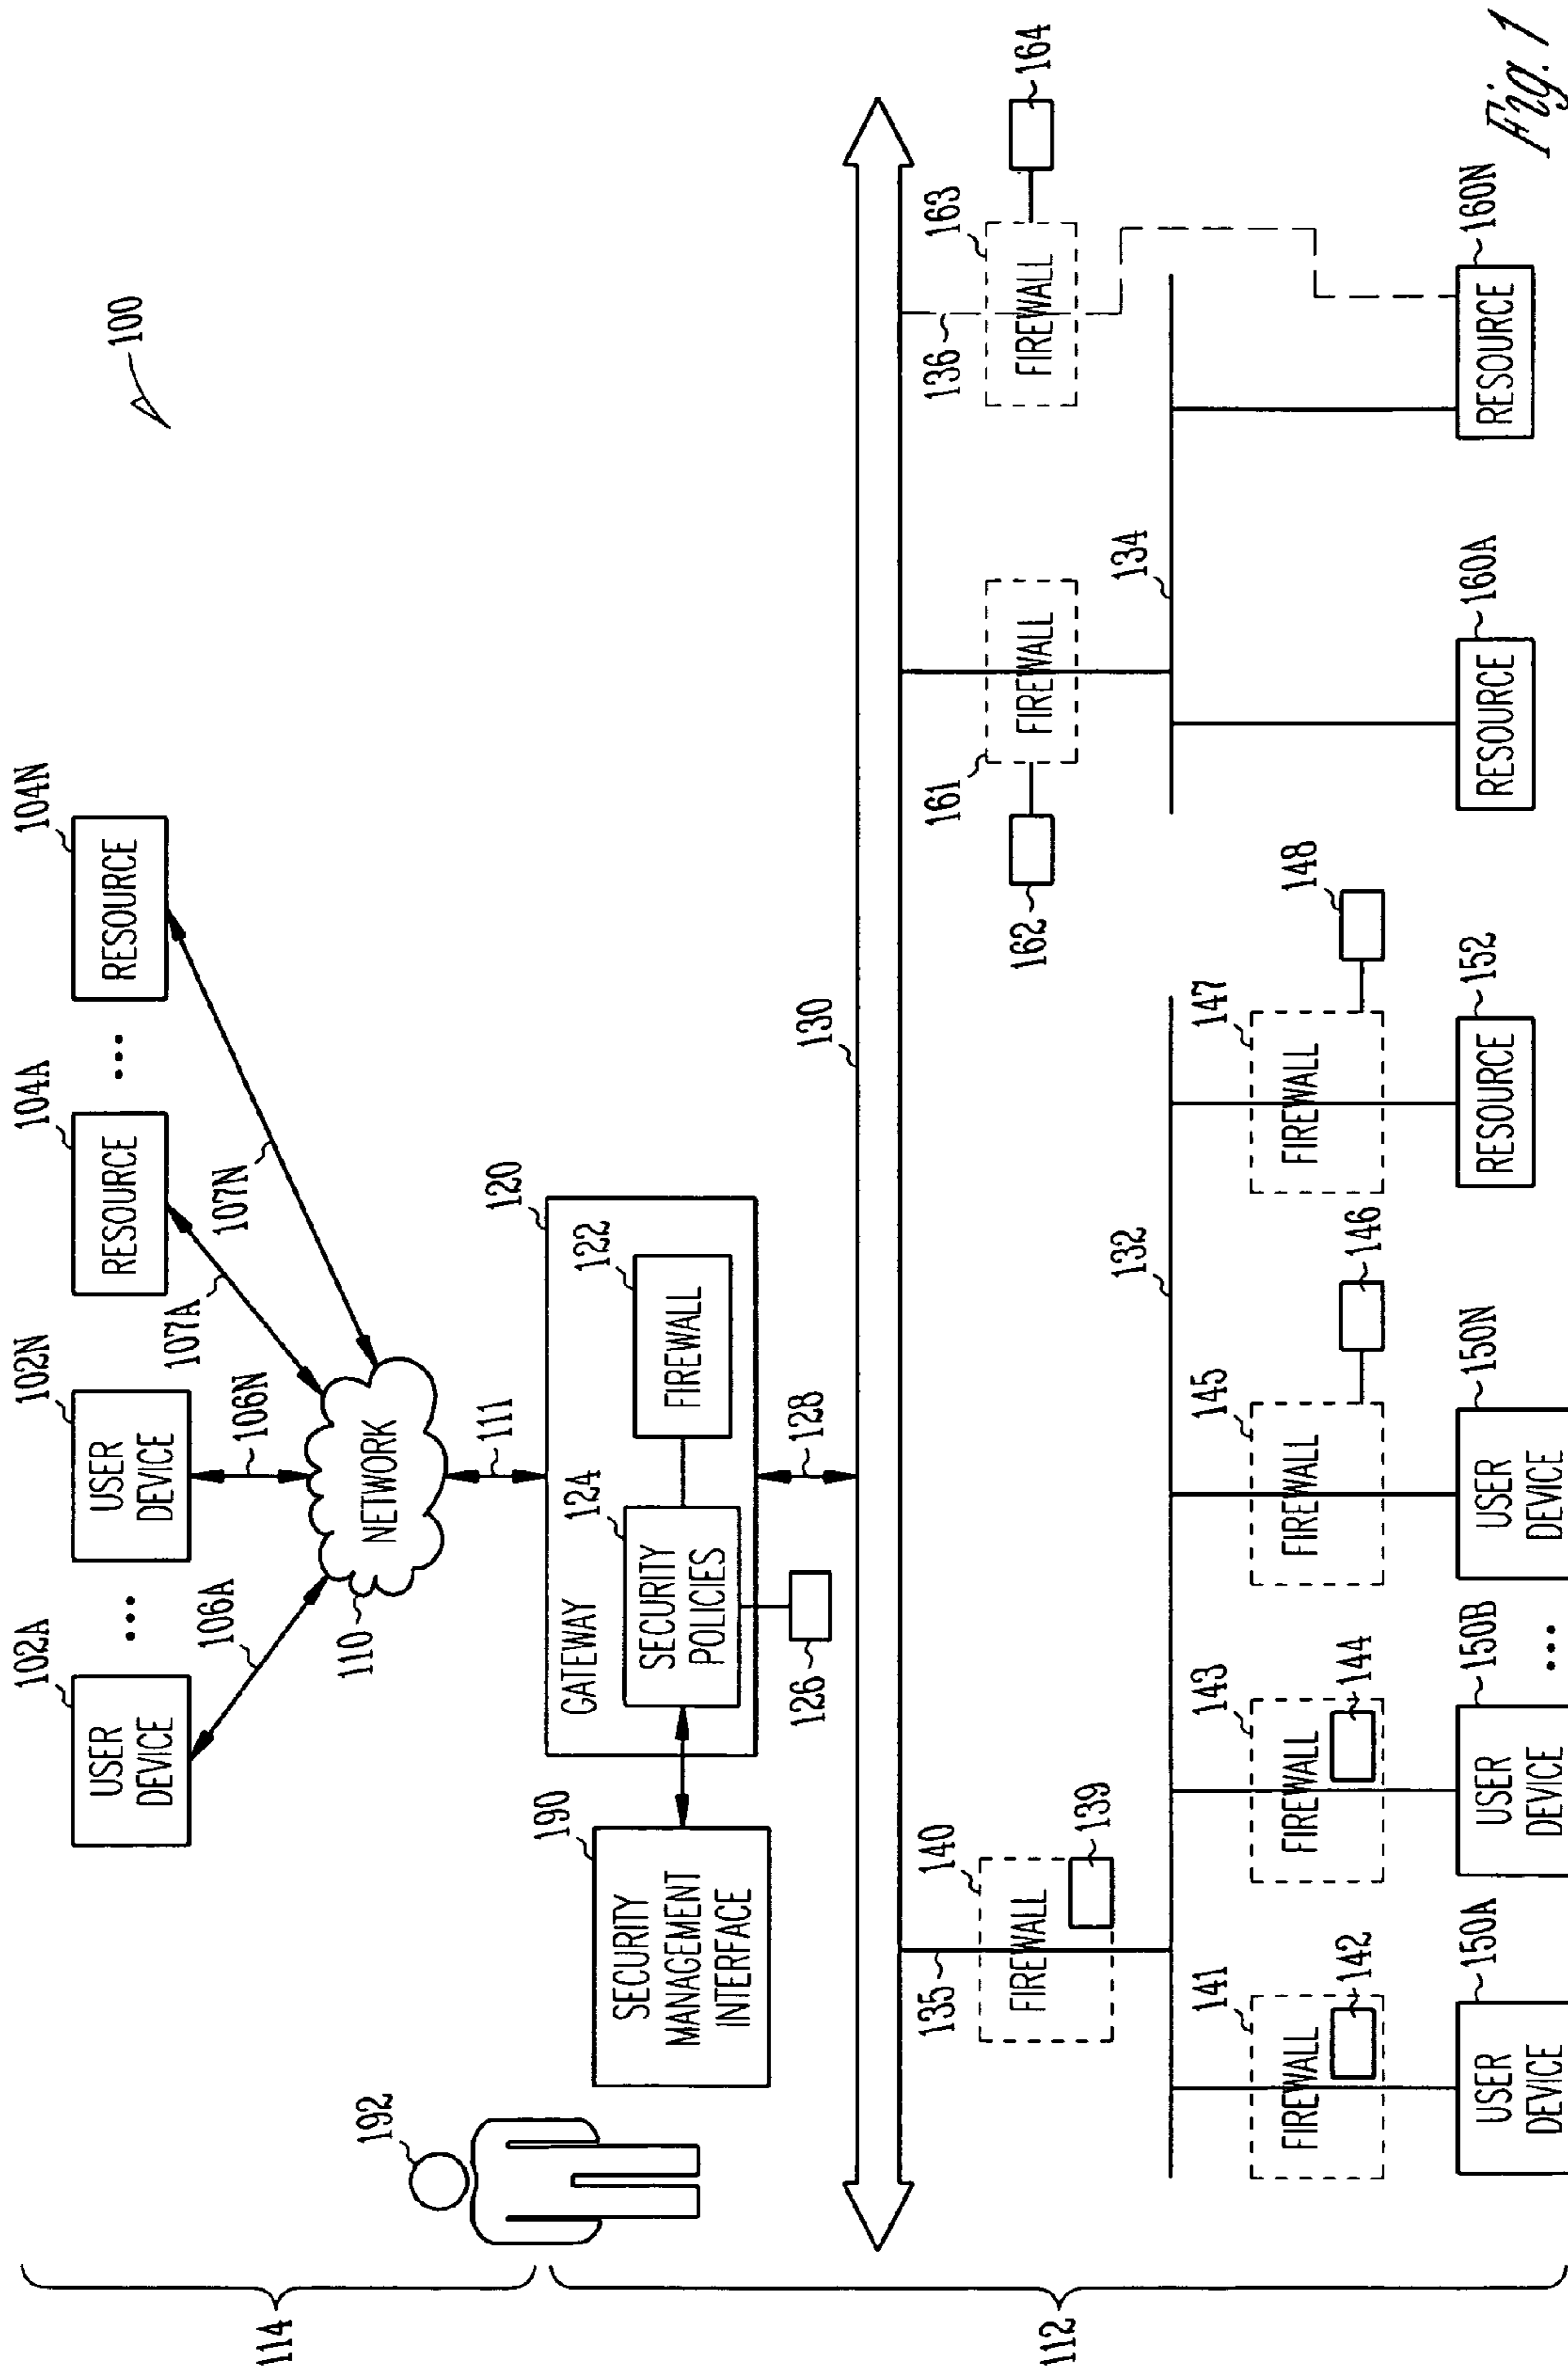 100
102A
102N
104A
104N
USER
DEVICE
...
USER
DEVICE
RESOURCE
...
RESOURCE
106A
106N
107A
107N
110
NETWORK
114
192
111
120
190
SECURITY
MANAGEMENT
INTERFACE
GATEWAY
124
122
SECURITY
POLICIES
FIREWALL
126
128
130
112
135
140
FIREWALL
139
161
FIREWALL
162
136
163
FIREWALL
164
132
134
141
FIREWALL
142
143
FIREWALL
144
145
FIREWALL
146
147
FIREWALL
148
150A
150B
150N
152
160A
160N
USER
DEVICE
USER
DEVICE
...
USER
DEVICE
RESOURCE
RESOURCE
RESOURCE
Fig. 1